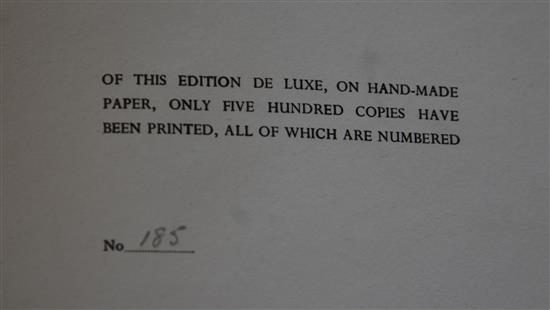 OF THIS EDITION DE LUXE, ON HAND-MADE
PAPER, ONLY FIVE HUNDRED COPIES HAVE
BEEN PRINTED, ALL OF WHICH ARE NUMBERED
No 185